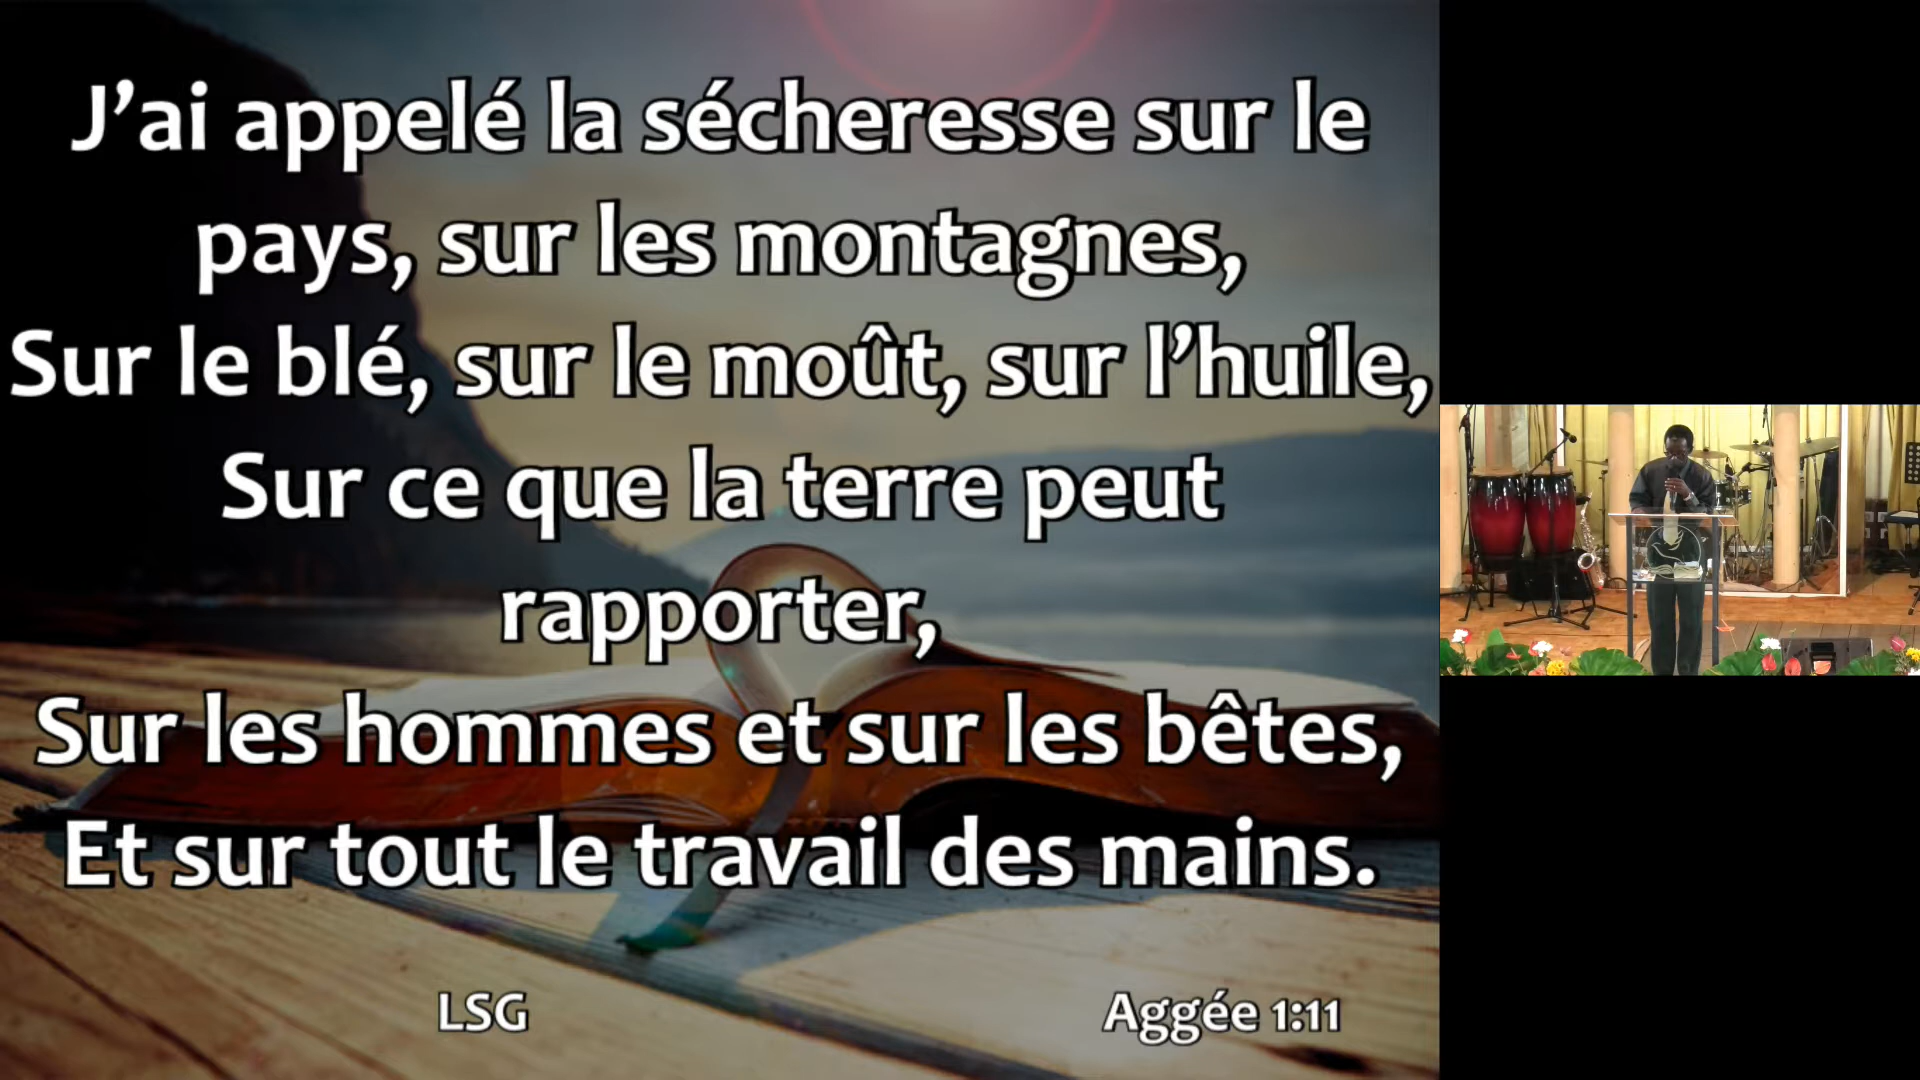 J’ai appelé la sécheresse sur le
pays, sur les montagnes,
Sur le blé, sur le moût, sur l’huile,
Sur ce que la terre peut
rapporter,
Sur les hommes et sur les bêtes,
Et sur tout le travail des mains.
LSG
Aggée 1:11